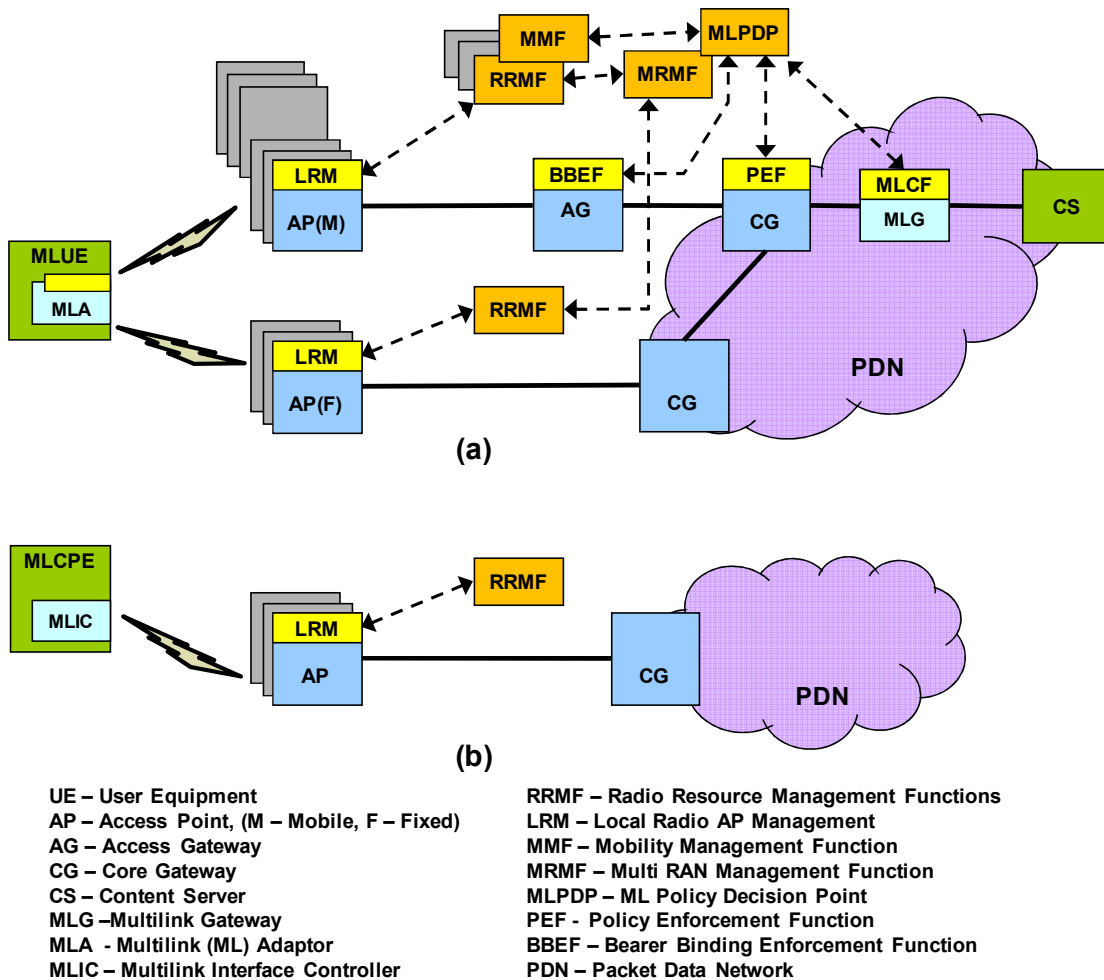 MMF
MLPDP
RRMF
MRMF
LRM
AP(M)
BBEF
AG
PEF
CG
MLCF
MLG
CS
MLUE
MLA
RRMF
LRM
AP(F)
CG
PDN
(a)
MLCPE
MLIC
RRMF
LRM
AP
CG
PDN
(b)
UE – User Equipment
AP – Access Point, (M – Mobile, F – Fixed)
AG – Access Gateway
CG – Core Gateway
CS – Content Server
MLG –Multilink Gateway
MLA - Multilink (ML) Adaptor
MLIC – Multilink Interface Controller
RRMF – Radio Resource Management Functions
LRM – Local Radio AP Management
MMF – Mobility Management Function
MRMF – Multi RAN Management Function
MLPDP – ML Policy Decision Point
PEF - Policy Enforcement Function
BBEF – Bearer Binding Enforcement Function
PDN – Packet Data Network